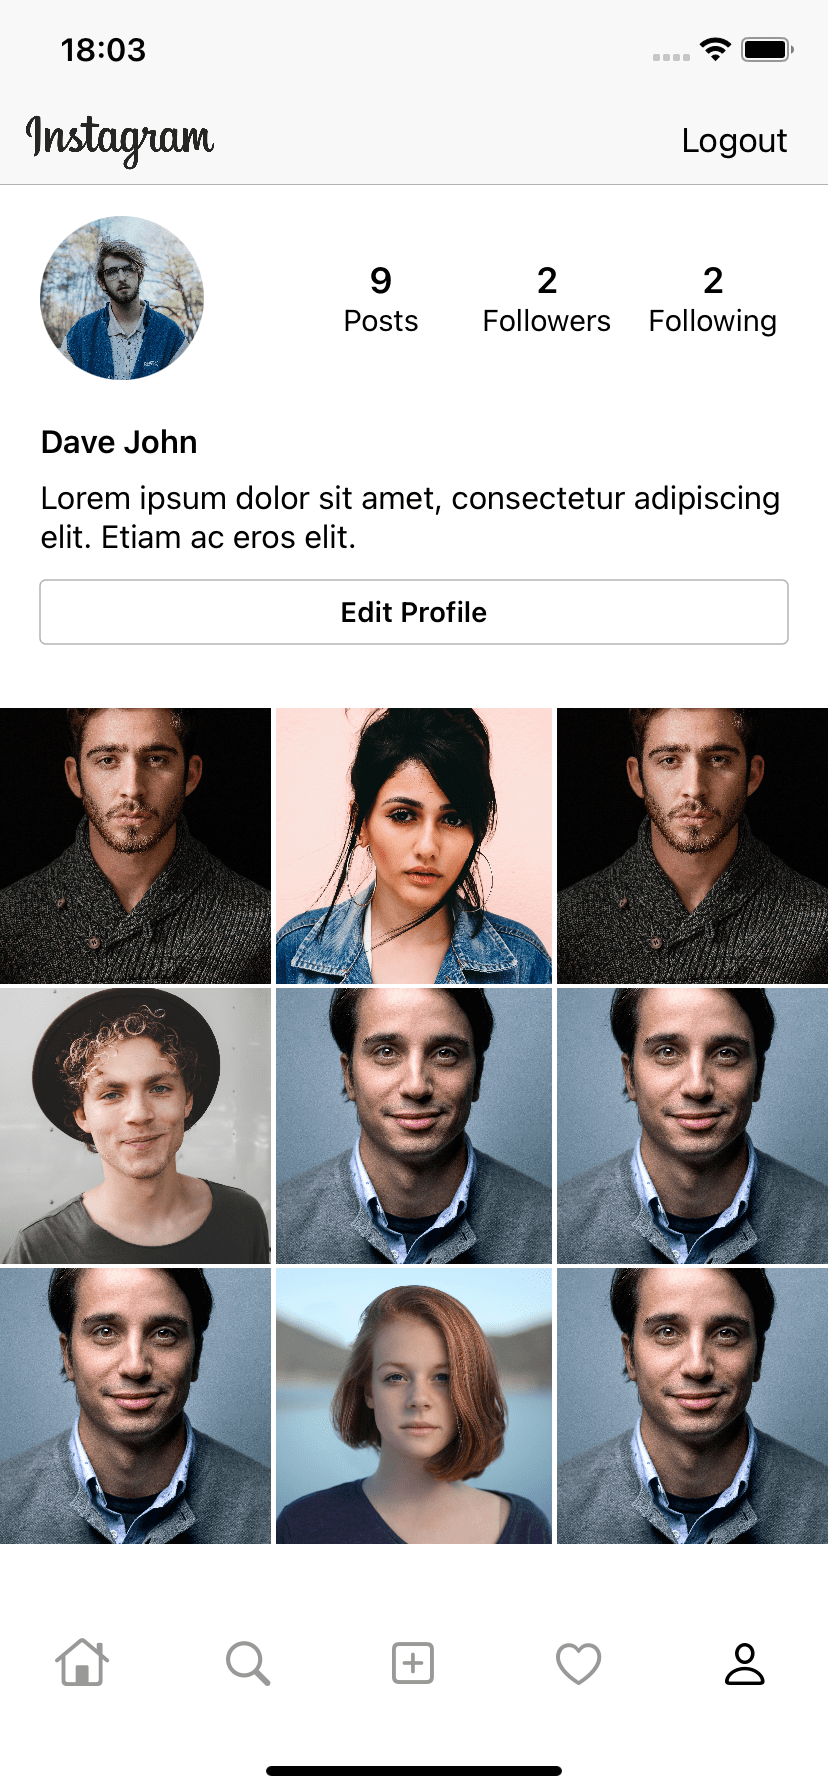 18:03
Instagram
Logout
9 2 2
Posts Followers Following
Dave John
Lorem ipsum dolor sit amet, consectetur adipiscing
elit. Etiam ac eros elit.
Edit Profile